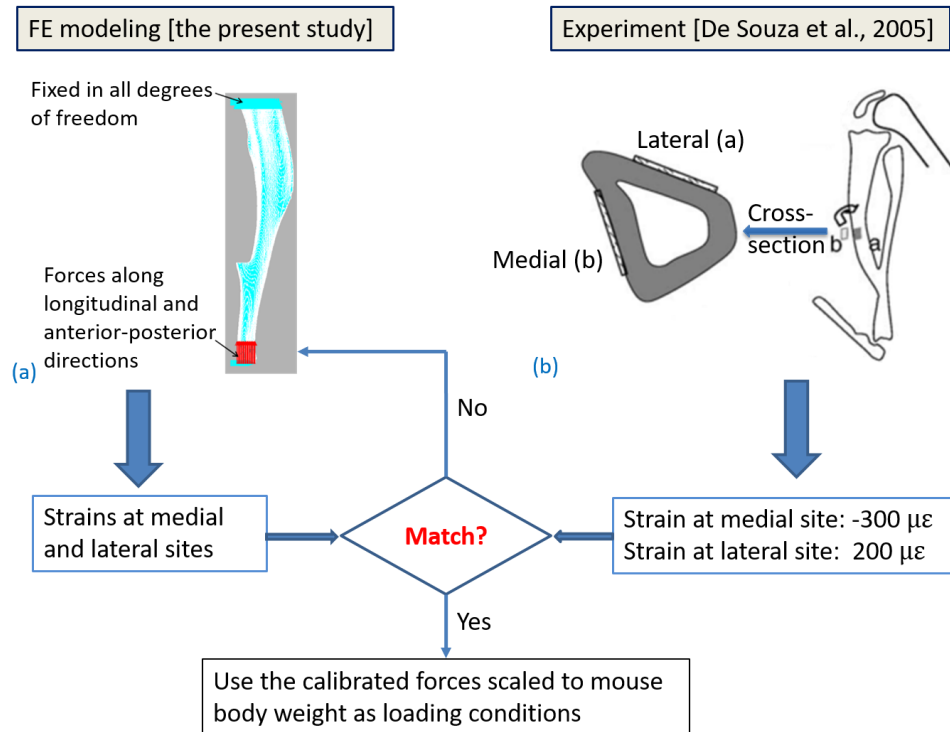 FE modeling [the present study]
Experiment [De Souza et al., 2005]
Fixed in all degrees
of freedom
Forces along
longitudinal and
anterior-posterior
directions
(a)
Lateral (a)
Medial (b)
Cross-
section
b
a
(b)
No
Strains at medial
and lateral sites
Match?
Strain at medial site: -300 με
Strain at lateral site: 200 με
Yes
Use the calibrated forces scaled to mouse
body weight as loading conditions